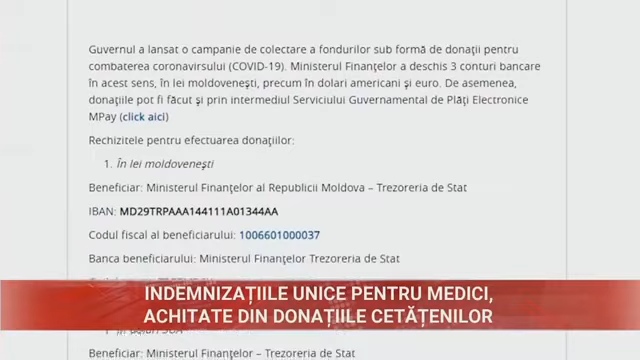 Guvernul a lansat o campanie de colectare a fondurilor sub formă de donații pentru
combaterea coronavirsului (COVID-19). Ministerul Finanțelor a deschis 3 conturi bancare
în acest sens, în lei moldovenești, precum în dolari americani și euro. De asemenea,
donațiile pot fi făcut și prin intermediul Serviciului Guvernamental de Plăți Electronice
MPay (click aici)
Rechizitele pentru efectuarea donațiilor:
1. În lei moldovenești
Beneficiar: Ministerul Finanțelor al Republicii Moldova – Trezoreria de Stat
IBAN: MD29TRPAAA144111A01344AA
Codul fiscal al beneficiarului: 1006601000037
Banca beneficiarului: Ministerul Finanțelor Trezoreria de Stat
INDEMNIZAȚIILE UNICE PENTRU MEDICI,
ACHITATE DIN DONAȚIILE CETĂȚENILOR
Beneficiar: Ministerul Finanțelor al Republicii Moldova – Trezoreria de Stat